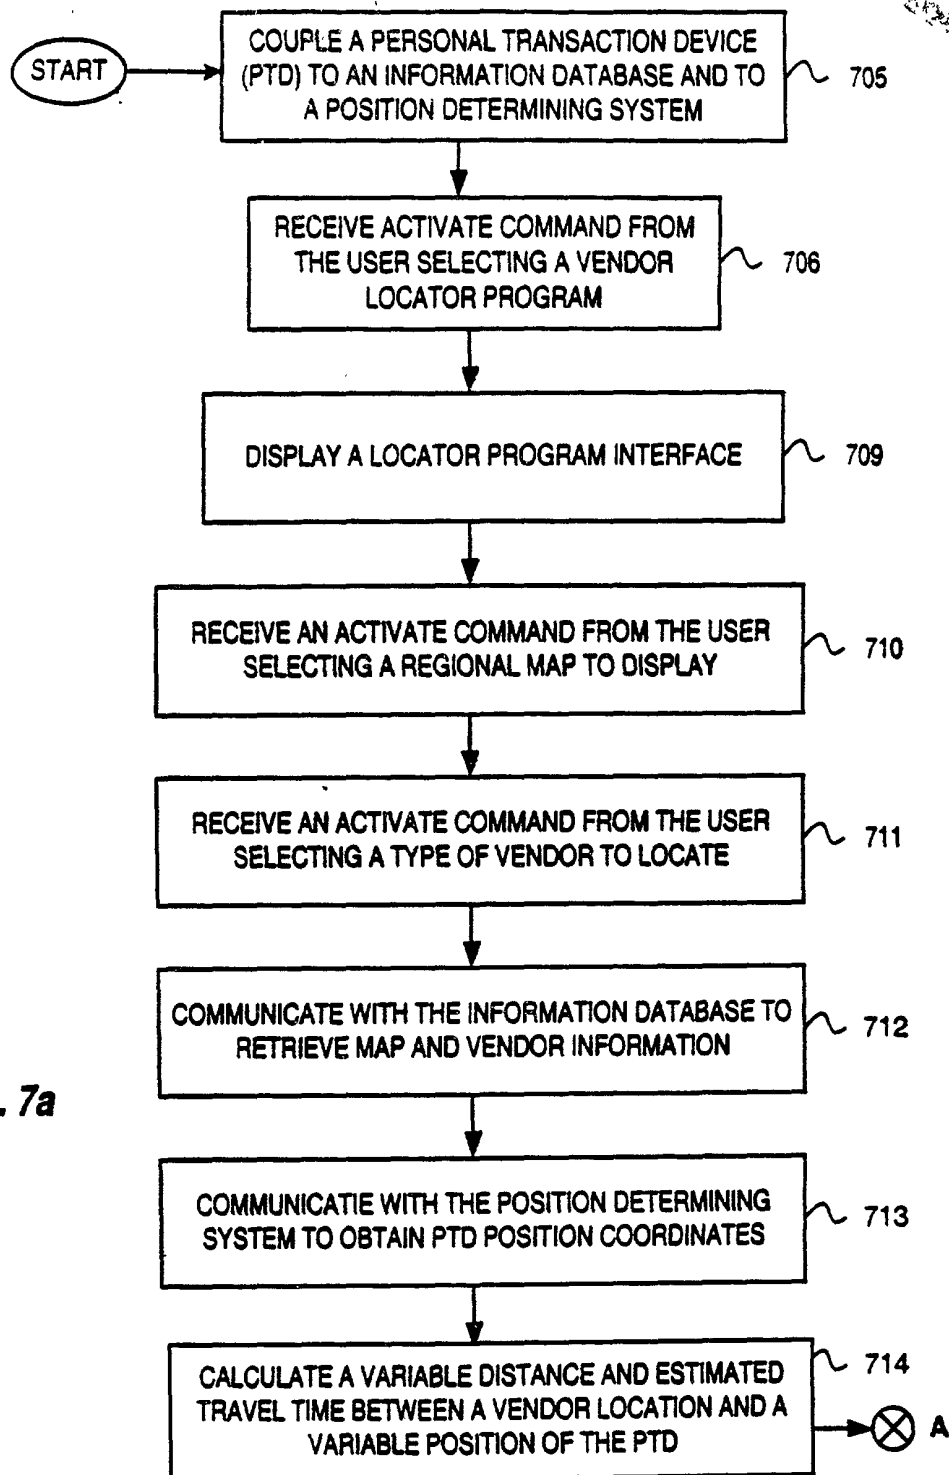 START
COUPLE A PERSONAL TRANSACTION DEVICE
(PTD) TO AN INFORMATION DATABASE AND TO
A POSITION DETERMINING SYSTEM
705
RECEIVE ACTIVATE COMMAND FROM
THE USER SELECTING A VENDOR
LOCATOR PROGRAM
706
DISPLAY A LOCATOR PROGRAM INTERFACE
709
RECEIVE AN ACTIVATE COMMAND FROM THE USER
SELECTING A REGIONAL MAP TO DISPLAY
710
RECEIVE AN ACTIVATE COMMAND FROM THE USER
SELECTING A TYPE OF VENDOR TO LOCATE
711
COMMUNICATE WITH THE INFORMATION DATABASE TO
RETRIEVE MAP AND VENDOR INFORMATION
712
. 7a
COMMUNICATIE WITH THE POSITION DETERMINING
SYSTEM TO OBTAIN PTD POSITION COORDINATES
713
CALCULATE A VARIABLE DISTANCE AND ESTIMATED
TRAVEL TIME BETWEEN A VENDOR LOCATION AND A
VARIABLE POSITION OF THE PTD
714
A